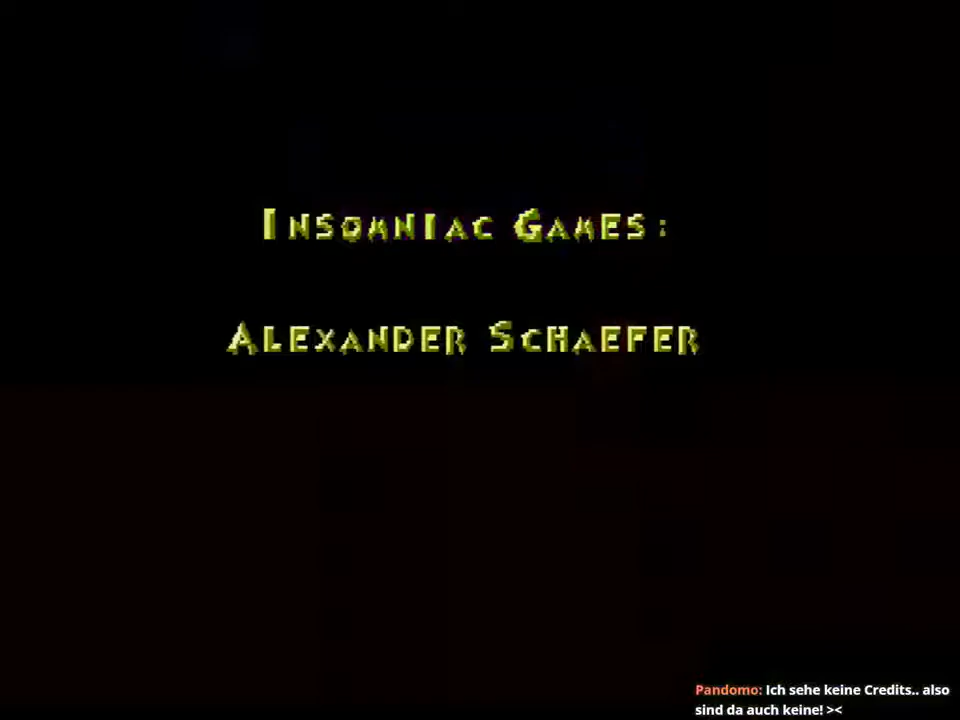 Insomniac Games:
Alexander Schaefer
Pandomo: Ich sehe keine Credits.. also
sind da auch keine! ><